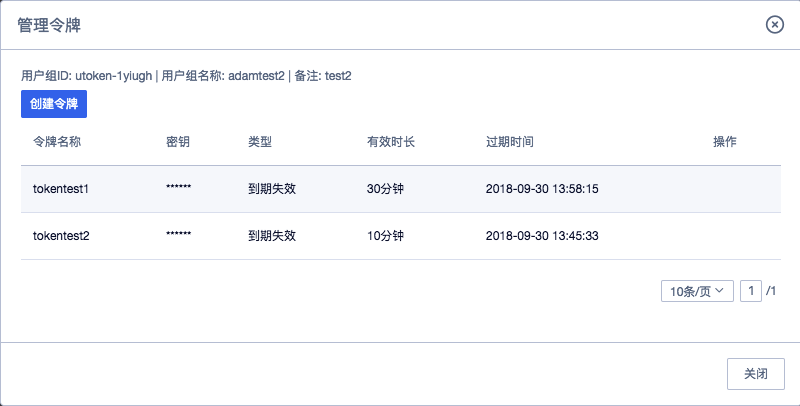 管理令牌
用户组ID: utoken-1yiugh | 用户组名称: adamtest2 | 备注: test2
创建令牌
令牌名称 密钥 类型 有效时长 过期时间 操作
tokentest1 ****** 到期失效 30分钟 2018-09-30 13:58:15
tokentest2 ****** 到期失效 10分钟 2018-09-30 13:45:33
10条/页 1 /1
关闭